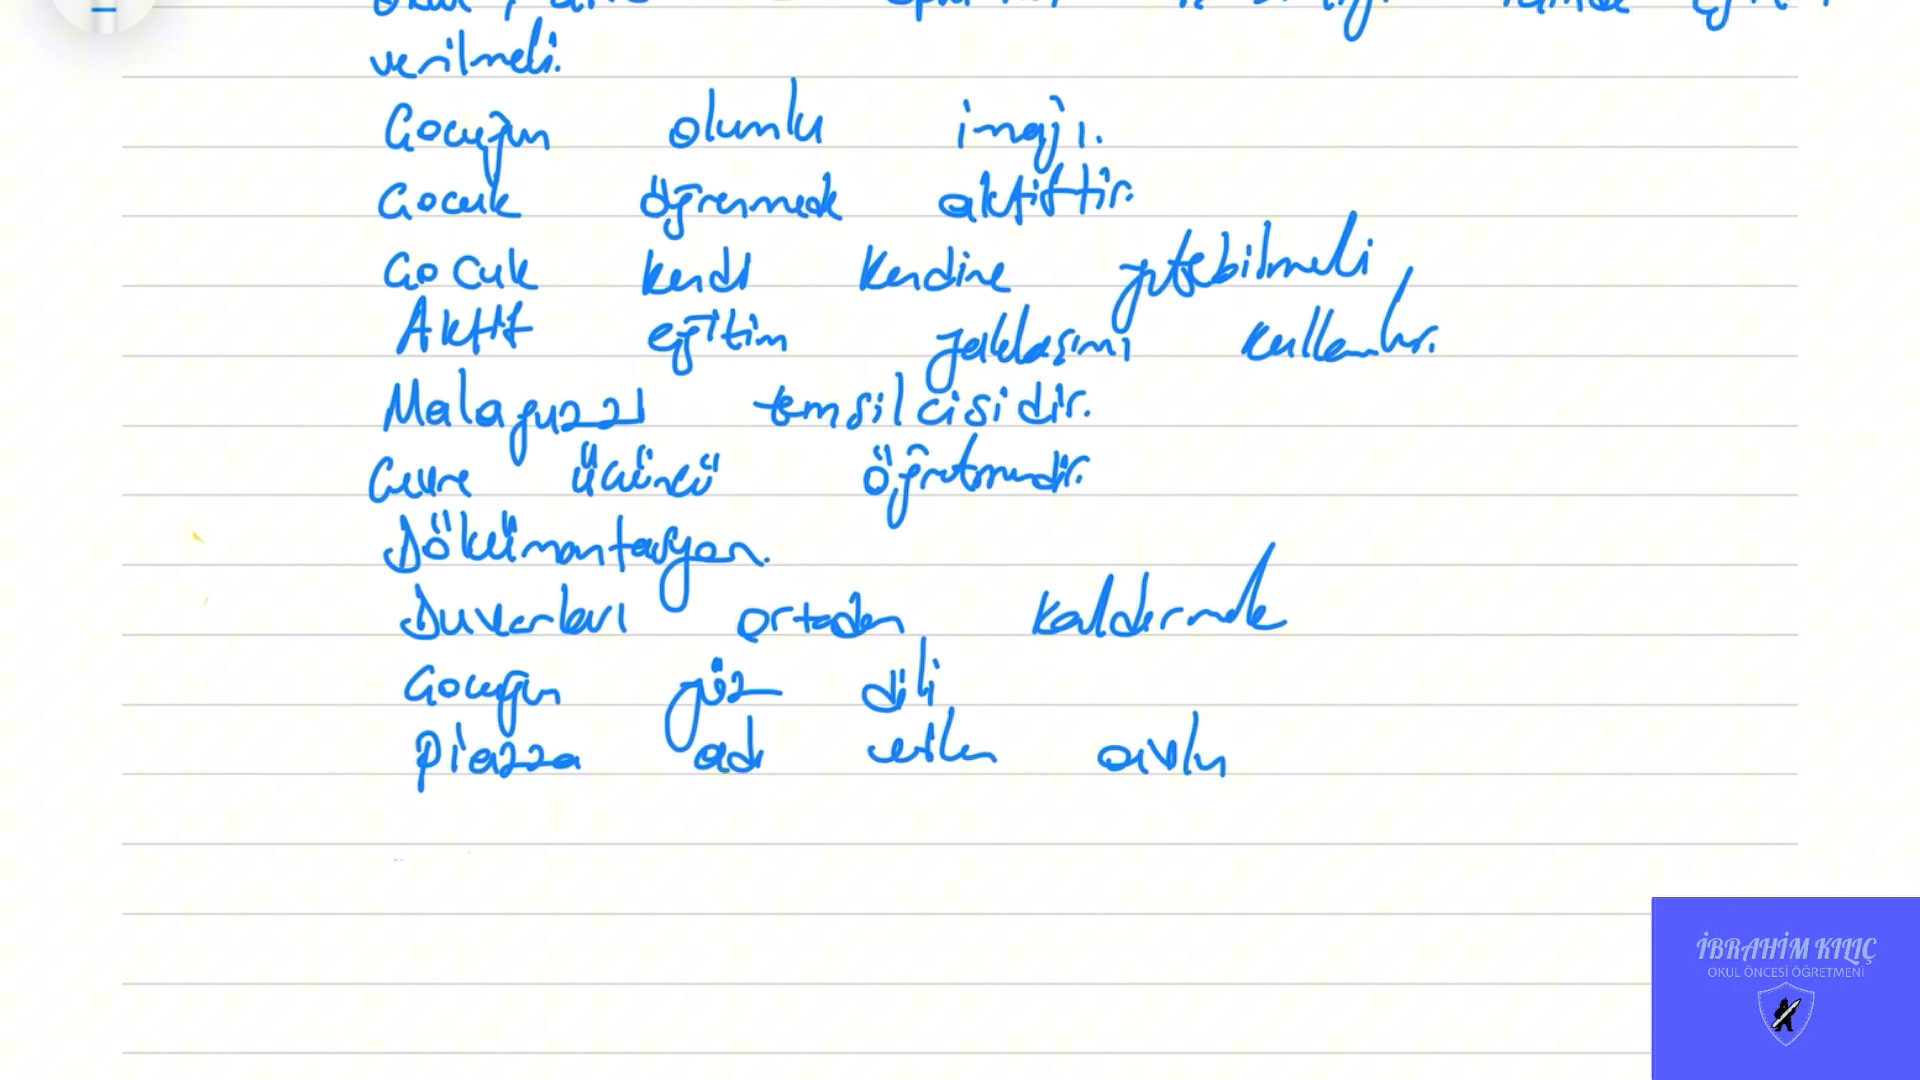 verilmeli.
Çocuğun olumlu imajı.
Çocuk öğrenmede aktiftir.
Çocuk kendi kendine yetebilmeli
Aktif eğitim yaklaşımı kullanılır.
Malaguzzi temsilcisidir.
Çevre üçüncü öğretmendir.
Dökümantasyon.
Duvarları ortadan kaldırmak
Çocuğun yüz dili
Piazza adı verilen avlu
İBRAHİM KILIÇ
OKUL ÖNCESİ ÖĞRETMENİ